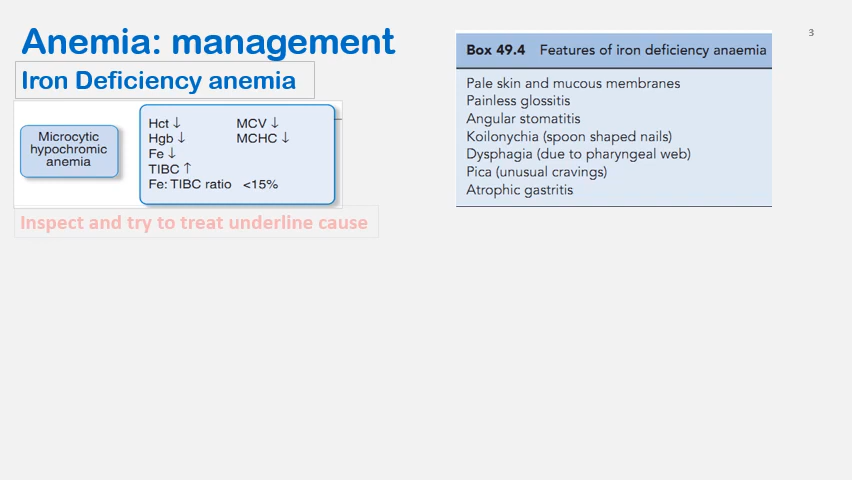 Anemia: management
3
Iron Deficiency anemia
Microcytic
hypochromic
anemia
Hct ↓ MCV ↓
Hgb ↓ MCHC ↓
Fe ↓
TIBC ↑
Fe: TIBC ratio <15%
Inspect and try to treat underline cause
Box 49.4 Features of iron deficiency anaemia
Pale skin and mucous membranes
Painless glossitis
Angular stomatitis
Koilonychia (spoon shaped nails)
Dysphagia (due to pharyngeal web)
Pica (unusual cravings)
Atrophic gastritis